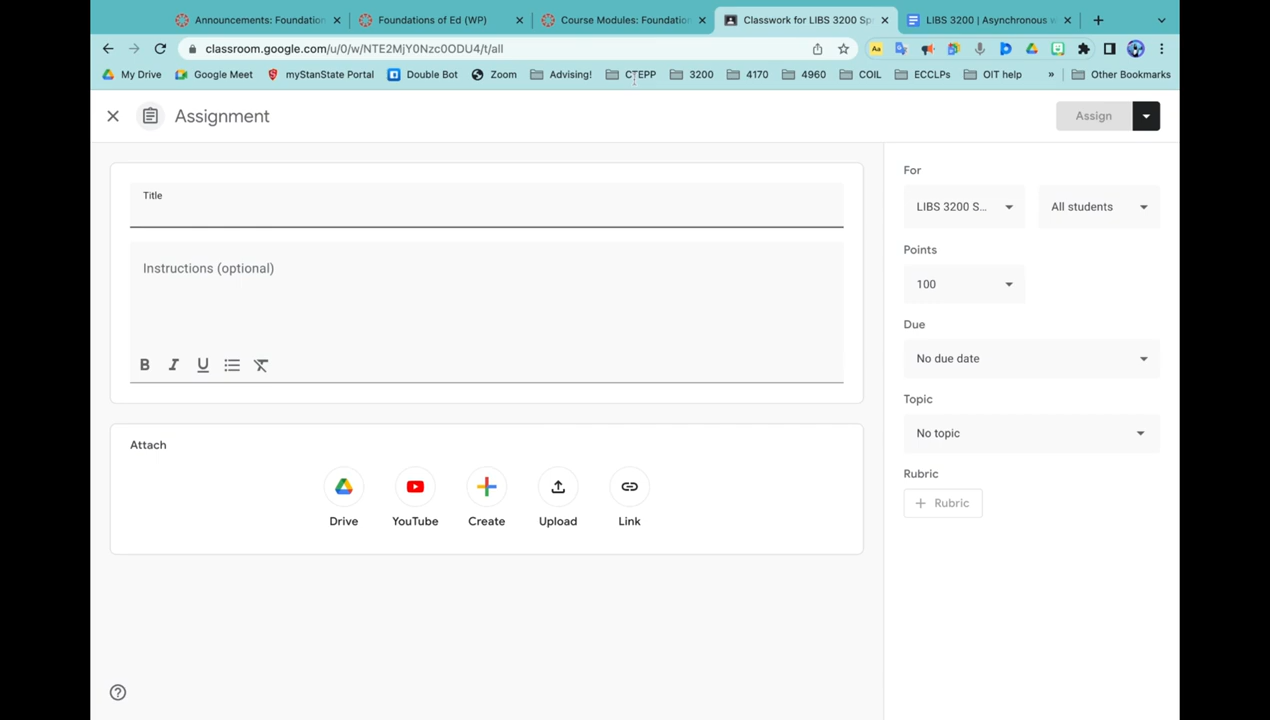 Announcements: Foundation
Foundations of Ed (WP)
Course Modules: Foundation
Classwork for LIBS 3200 Spr
LIBS 3200 | Asynchronous w
classroom.google.com/u/0/w/NTE2MjY0Nzc0ODU4/t/all
My Drive
Google Meet
myStanState Portal
Double Bot
Zoom
Advising!
CTEPP
3200
4170
4960
COIL
ECCLPs
OIT help
»
Other Bookmarks
Assignment
Assign
Title
Instructions (optional)
B I U
Attach
Drive
YouTube
Create
Upload
Link
For
LIBS 3200 S...
All students
Points
100
Due
No due date
Topic
No topic
Rubric
+ Rubric